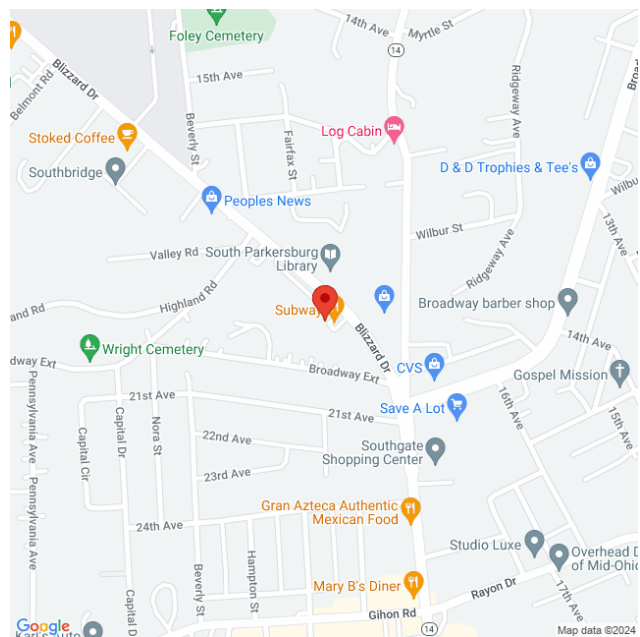 Foley Cemetery
14th Ave
Myrtle St
14
Blizzard Dr
Belmont Rd
15th Ave
Beverly St
Fairfax St
Log Cabin
Ridgeway Ave
Stoked Coffee
Southbridge
D & D Trophies & Tee's
Peoples News
Wilbur St
13th Ave
Valley Rd
South Parkersburg
Library
Ridgeway Ave
Highland Rd
Subway
Broadway barber shop
Blizzard Dr
14th Ave
Wright Cemetery
CVS
Gospel Mission
Broadway Ext
21st Ave
21st Ave
Save A Lot
16th Ave
15th Ave
Pennsylvania Ave
Capital Cir
Capital Dr
Nora St
22nd Ave
23rd Ave
Southgate
Shopping Center
Pennsylvania Ave
Gran Azteca Authentic
Mexican Food
24th Ave
Studio Luxe
Overhead D
of Mid-Ohio
Beverly St
Hampton St
Mary B's Diner
Rayon Dr
17th Ave
Capital D
Gihon Rd
14
Google
Map data ©2024